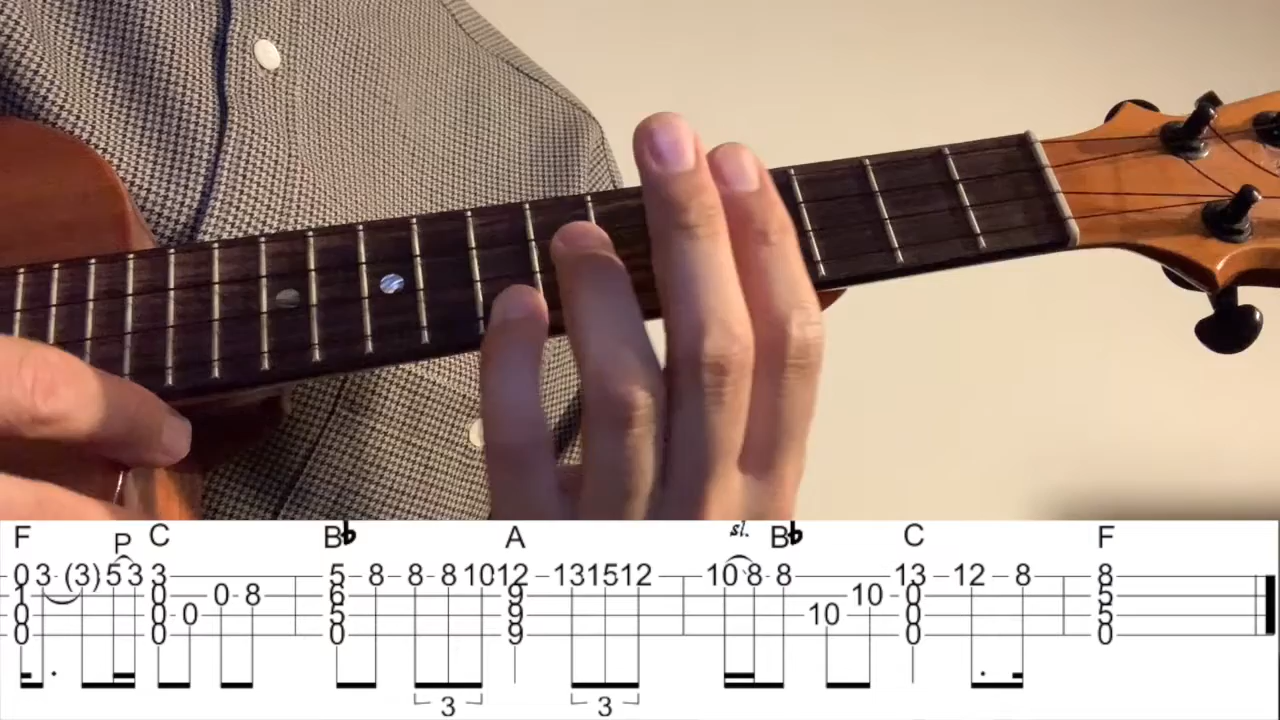 F P C B♭ A sl. B♭ C F
0 3 (3) 5 3 3 5 8 8 8 10 12 13 15 12 10 8 8 13 12 8 8
1 0 0 8 6 9 10 0 5
0 0 0 5 9 10 0 5
0 0 0 9 0 0
3 3